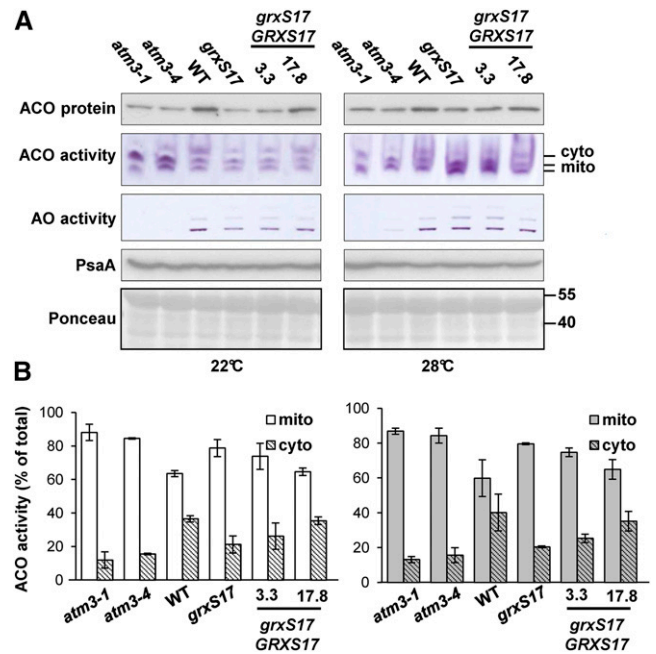 A
grxS17
GRXS17
atm3-1 atm3-4 WT grxS17 3.3 17.8
grxS17
GRXS17
atm3-1 atm3-4 WT grxS17 3.3 17.8
ACO protein
ACO activity
cyto
mito
AO activity
PsaA
Ponceau
55
40
22℃ 28℃
B
ACO activity (% of total)
100
80
60
40
20
0
mito
cyto
atm3-1 atm3-4 WT grxS17 3.3 17.8
grxS17
GRXS17
100
80
60
40
20
0
mito
cyto
atm3-1 atm3-4 WT grxS17 3.3 17.8
grxS17
GRXS17